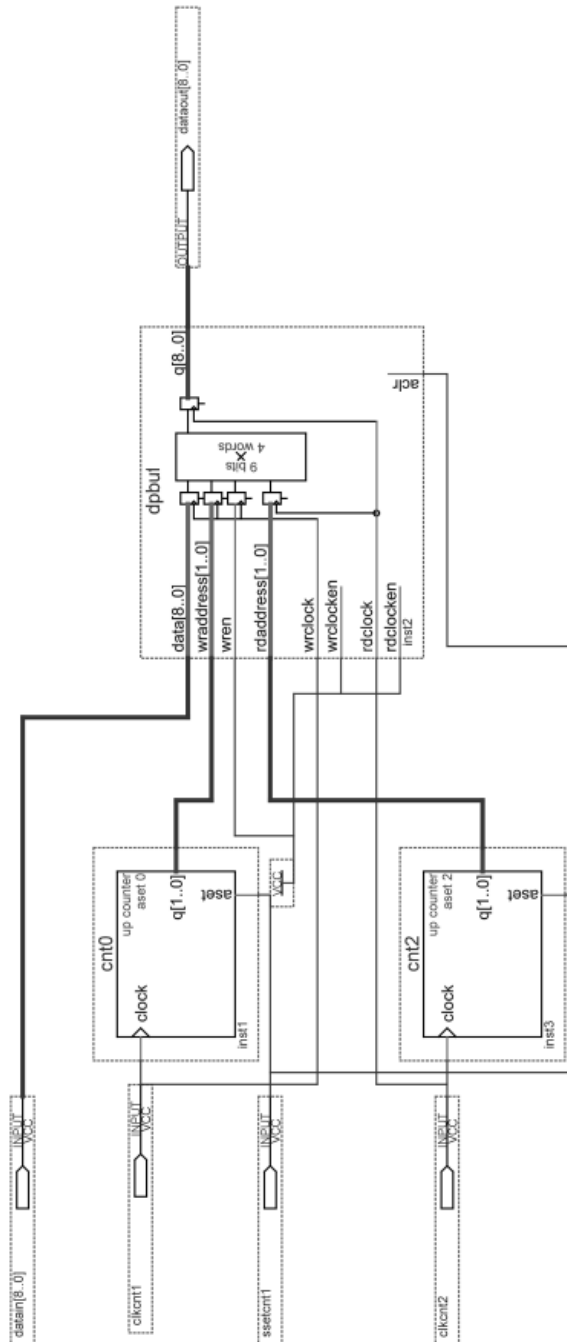 datain[8..0]
INPUT
VCC
clkcnt1
INPUT
VCC
ssetcnt1
INPUT
VCC
clkcnt2
INPUT
VCC
cnt0
up counter
aset 0
clock
q[1..0]
aset
inst1
VCC
cnt2
up counter
aset 2
clock
q[1..0]
aset
inst3
dpbuf
data[8..0]
wraddress[1..0]
wren
rdaddress[1..0]
wrclock
wrclocken
rdclock
rdclocken
inst2
9 bits
X
4 words
q[8..0]
aclr
OUTPUT
dataout[8..0]